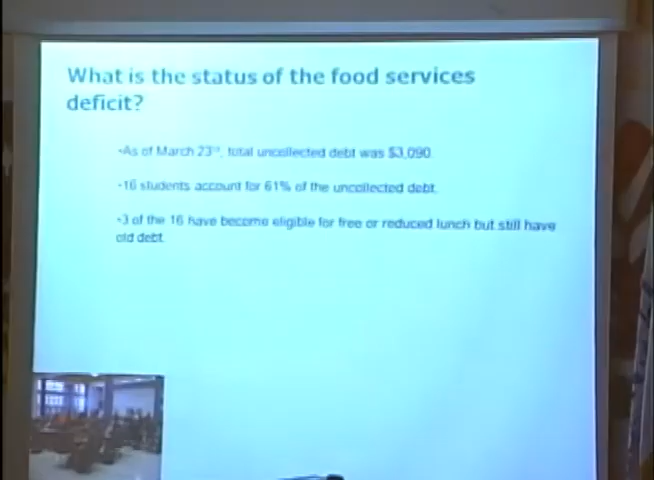 What is the status of the food services
deficit?
•As of March 23rd, total uncollected debt was $3,090.
•16 students account for 61% of the uncollected debt.
•3 of the 16 have become eligible for free or reduced lunch but still have
old debt.